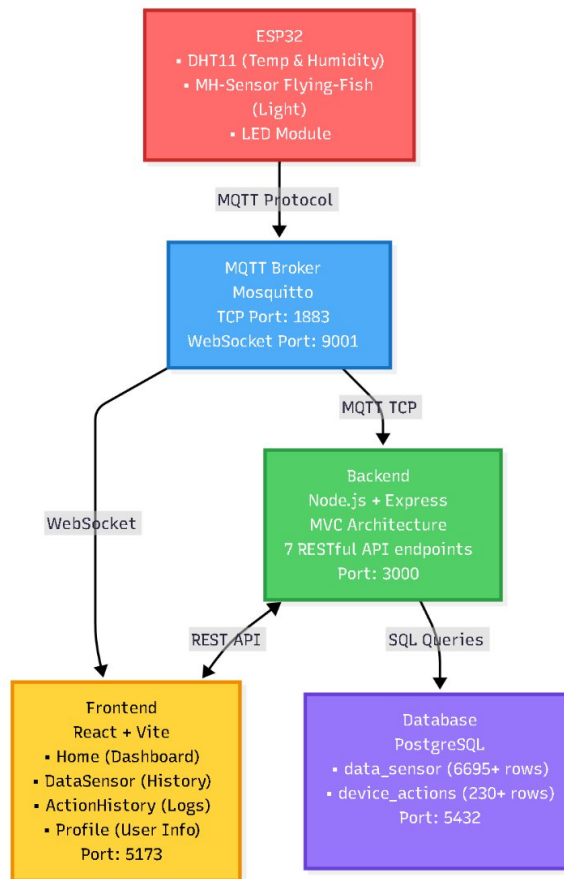 ESP32
▪ DHT11 (Temp & Humidity)
▪ MH-Sensor Flying-Fish
(Light)
▪ LED Module
MQTT Protocol
MQTT Broker
Mosquitto
TCP Port: 1883
WebSocket Port: 9001
MQTT TCP
WebSocket
Backend
Node.js + Express
MVC Architecture
7 RESTful API endpoints
Port: 3000
REST API
SQL Queries
Frontend
React + Vite
▪ Home (Dashboard)
▪ DataSensor (History)
▪ ActionHistory (Logs)
▪ Profile (User Info)
Port: 5173
Database
PostgreSQL
▪ data_sensor (6695+ rows)
▪ device_actions (230+ rows)
Port: 5432